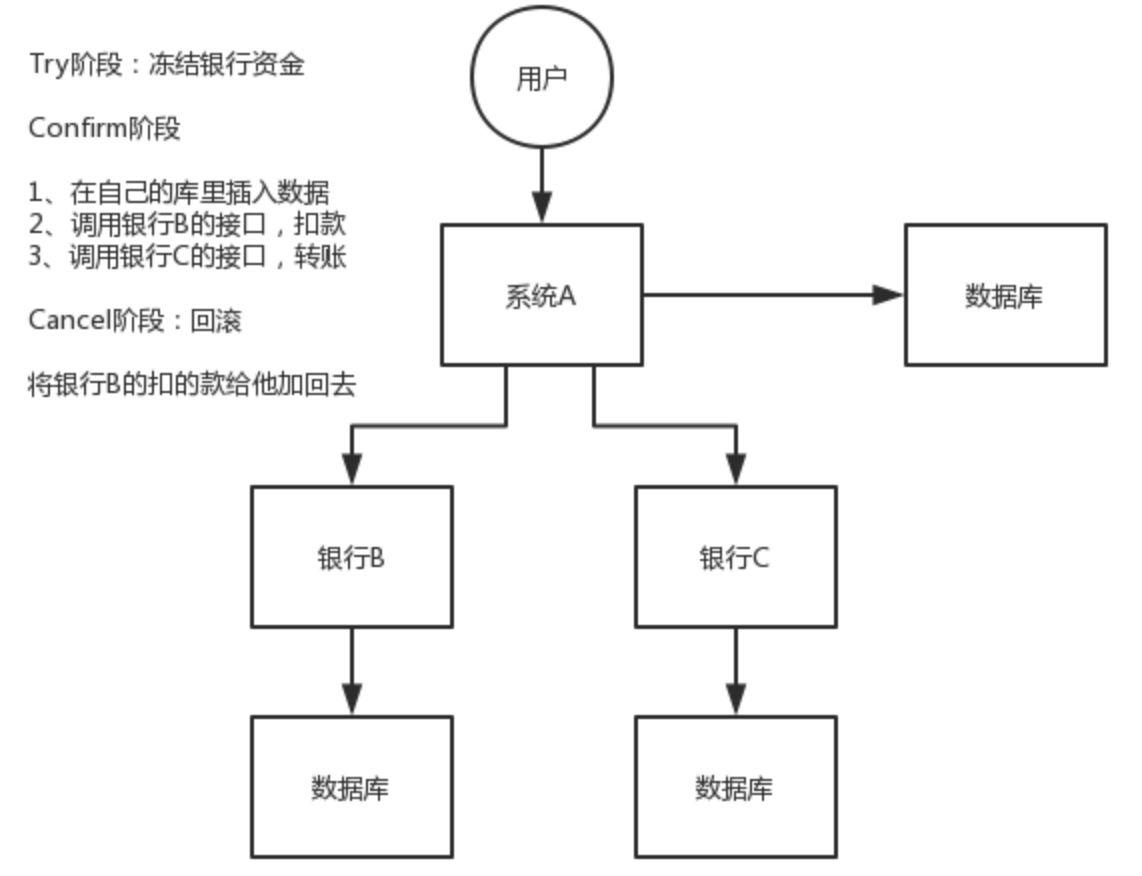 Try阶段：冻结银行资金
Confirm阶段
1、在自己的库里插入数据
2、调用银行B的接口，扣款
3、调用银行C的接口，转账
Cancel阶段：回滚
将银行B的扣的款给他加回去
用户
系统A
数据库
银行B
银行C
数据库
数据库